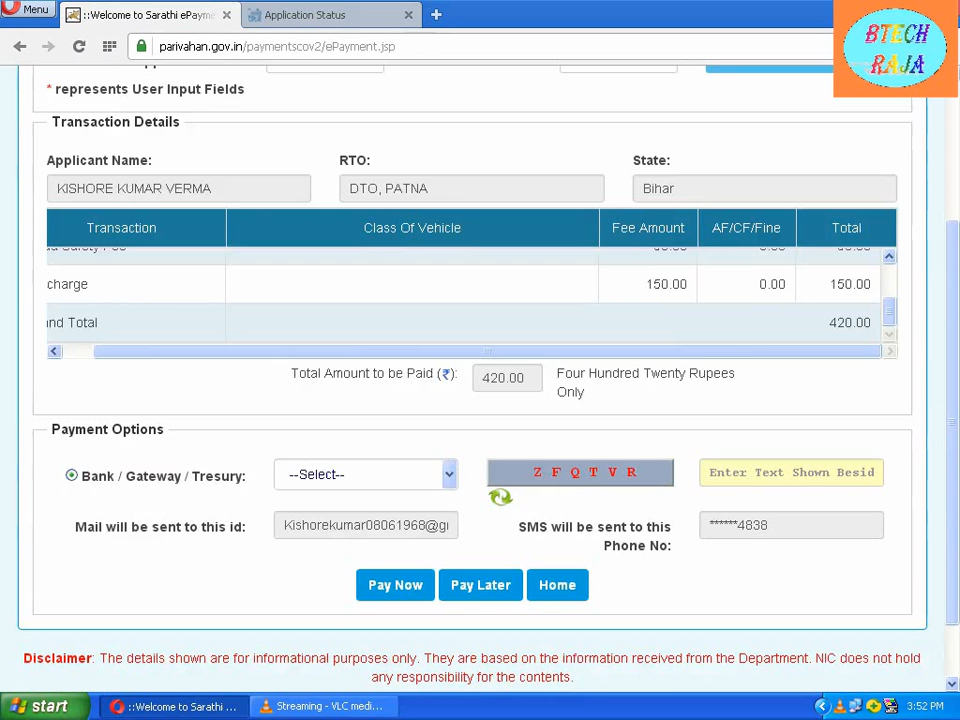 Menu
::Welcome to Sarathi ePayme
Application Status
parivahan.gov.in/paymentscov2/ePayment.jsp
BTECH
RAJA
* represents User Input Fields
Transaction Details
Applicant Name: RTO: State:
KISHORE KUMAR VERMA DTO, PATNA Bihar
Transaction Class Of Vehicle Fee Amount AF/CF/Fine Total
charge 150.00 0.00 150.00
nd Total 420.00
Total Amount to be Paid (₹): 420.00 Four Hundred Twenty Rupees
Only
Payment Options
Bank / Gateway / Tresury: --Select-- Z F Q T V R Enter Text Shown Besid
Mail will be sent to this id: Kishorekumar08061968@g SMS will be sent to this ******4838
Phone No:
Pay Now Pay Later Home
Disclaimer: The details shown are for informational purposes only. They are based on the information received from the Department. NIC does not hold
any responsibility for the contents.
start ::Welcome to Sarathi ... Streaming - VLC medi... 3:52 PM